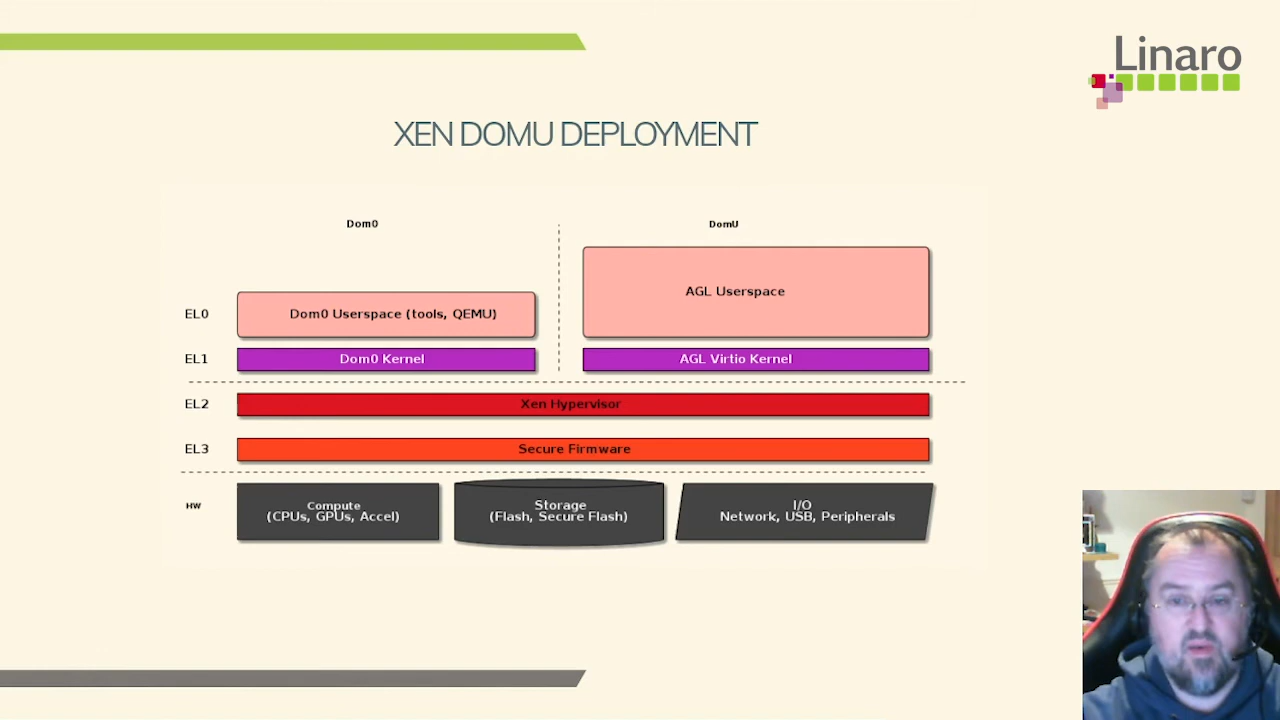 Linaro
XEN DOMU DEPLOYMENT
Dom0
DomU
AGL Userspace
EL0
Dom0 Userspace (tools, QEMU)
EL1
Dom0 Kernel
AGL Virtio Kernel
EL2
Xen Hypervisor
EL3
Secure Firmware
HW
Compute
(CPUs, GPUs, Accel)
Storage
(Flash, Secure Flash)
I/O
Network, USB, Peripherals